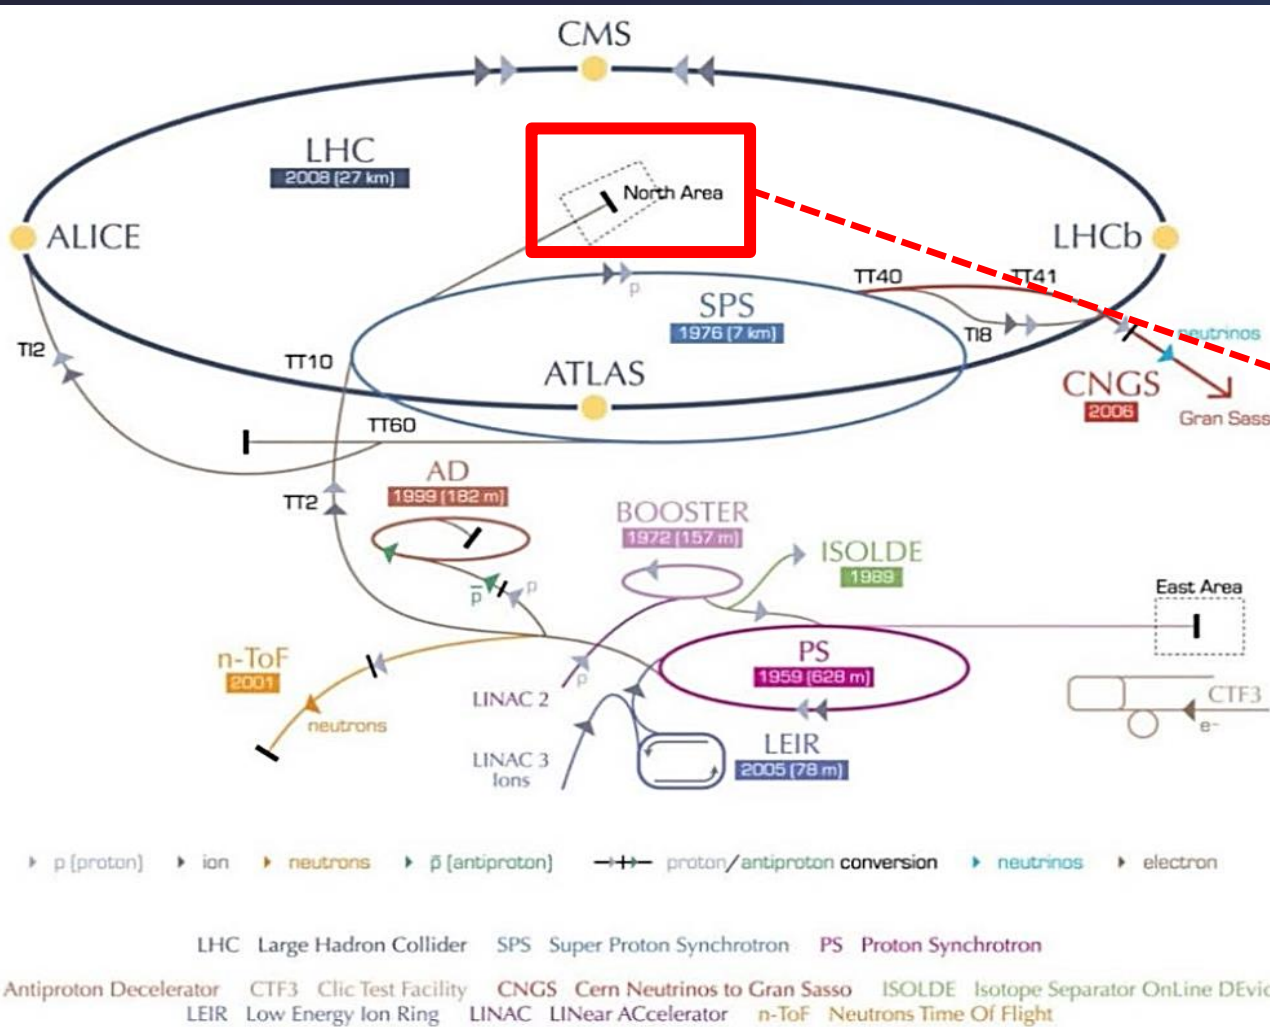 CMS
LHC
2008 (27 km)
North Area
ALICE
LHCb
TT40
TT41
SPS
1976 (7 km)
p
TI8
neutrinos
TI2
TT10
ATLAS
CNGS
2006
Gran Sass
TT60
AD
1999 (182 m)
TT2
BOOSTER
1972 (157 m)
ISOLDE
1989
East Area
p̅
p
n-ToF
2001
neutrons
LINAC 2
p
PS
1959 (628 m)
CTF3
e-
LINAC 3
Ions
LEIR
2005 (78 m)
p (proton) ion neutrons p̅ (antiproton) proton/antiproton conversion neutrinos electron
LHC Large Hadron Collider SPS Super Proton Synchrotron PS Proton Synchrotron
Antiproton Decelerator CTF3 Clic Test Facility CNGS Cern Neutrinos to Gran Sasso ISOLDE Isotope Separator OnLine DEvic
LEIR Low Energy Ion Ring LINAC LINear ACcelerator n-ToF Neutrons Time Of Flight